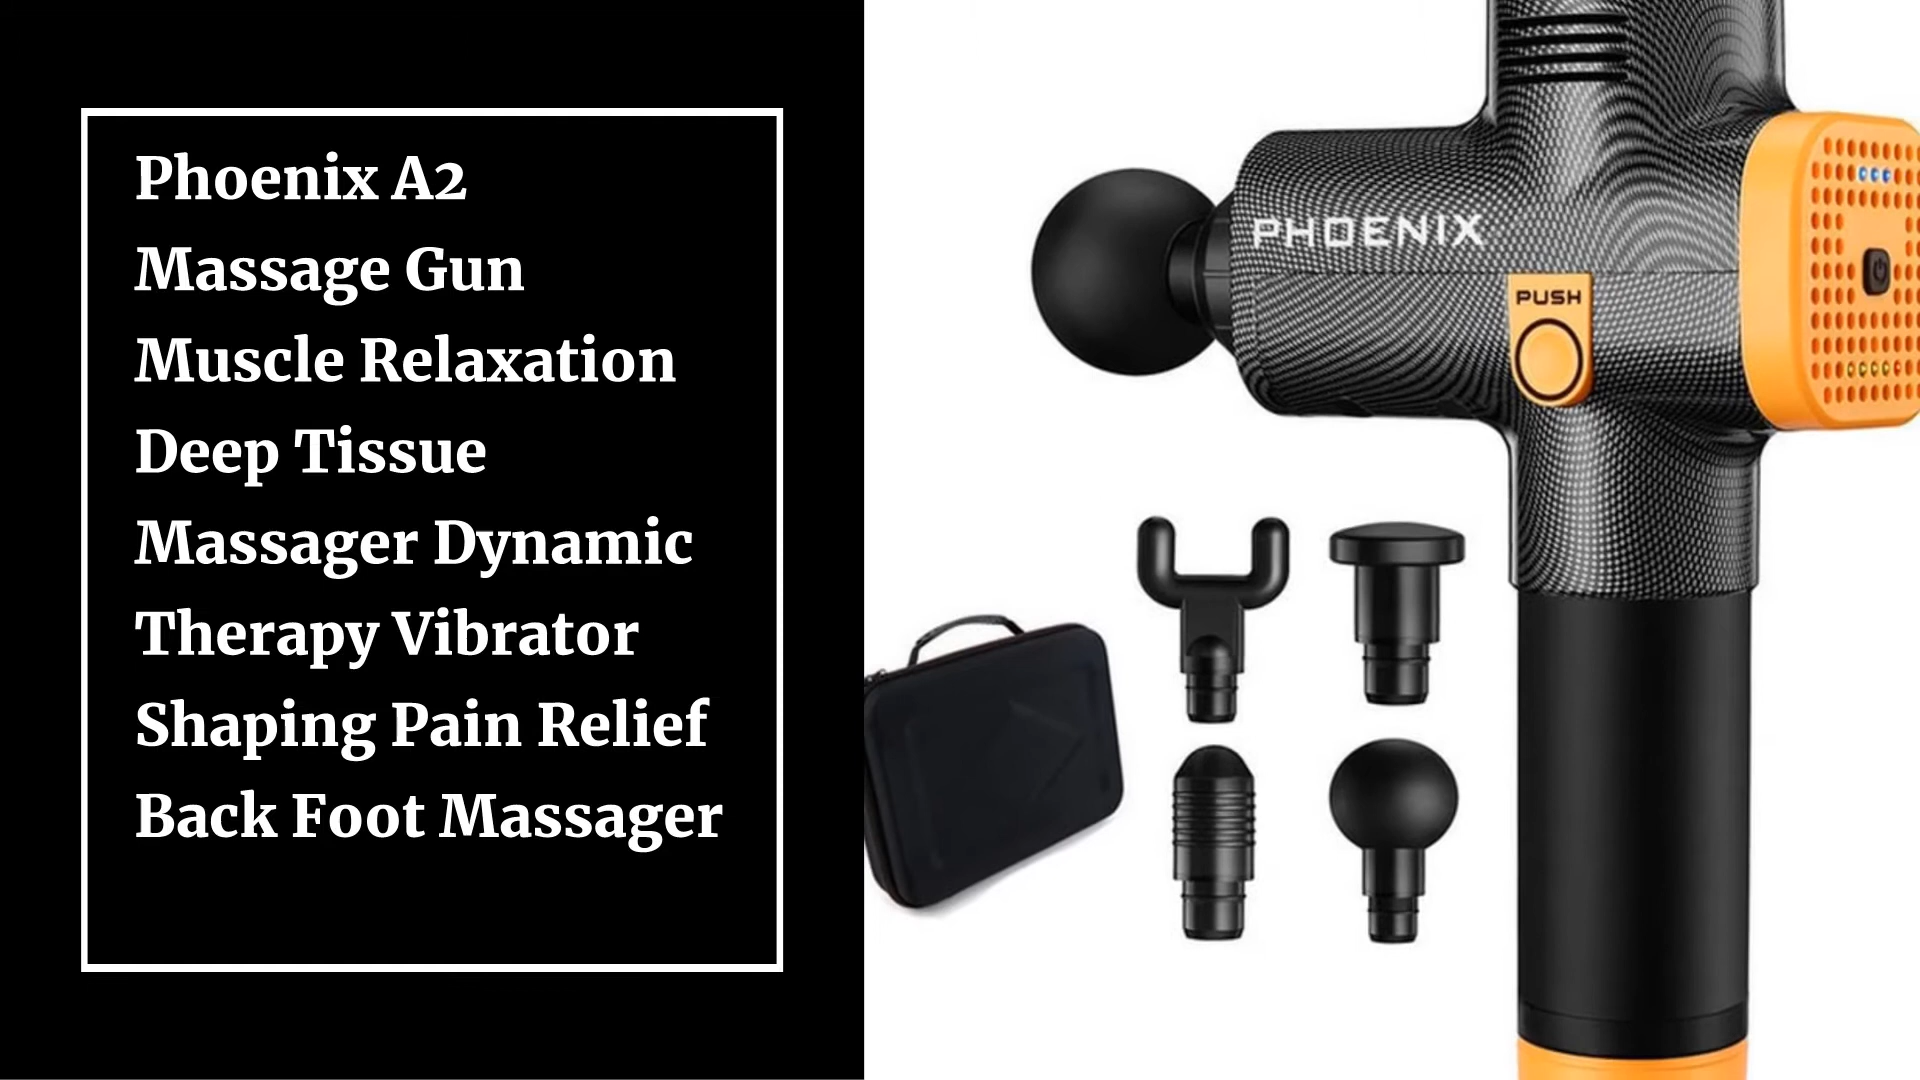 Phoenix A2
Massage Gun
Muscle Relaxation
Deep Tissue
Massager Dynamic
Therapy Vibrator
Shaping Pain Relief
Back Foot Massager
PHOENIX
PUSH